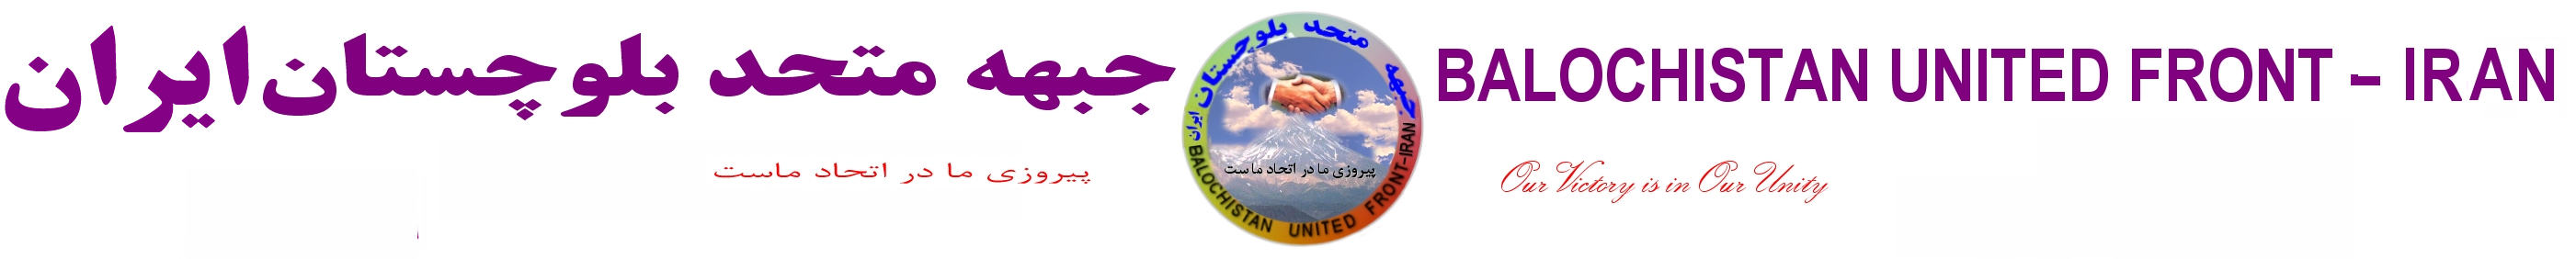 جبهه متحد بلوچستان ایران
پیروزی ما در اتحاد ماست
جبهه متحد بلوچستان ایران
پیروزی ما در اتحاد ماست
BALOCHISTAN UNITED FRONT-IRAN
BALOCHISTAN UNITED FRONT - IRAN
Our Victory is in Our Unity